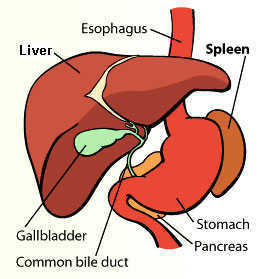 Esophagus
Liver
Spleen
Gallbladder
Common bile duct
Stomach
Pancreas